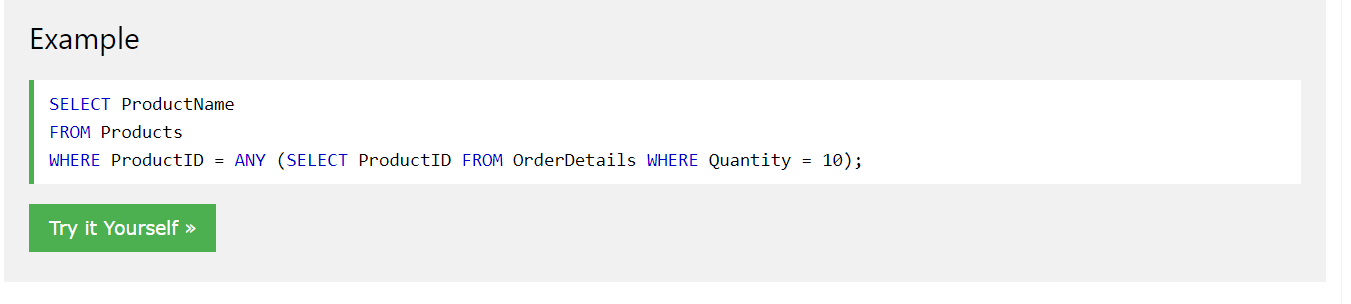 Example
SELECT ProductName
FROM Products
WHERE ProductID = ANY (SELECT ProductID FROM OrderDetails WHERE Quantity = 10);
Try it Yourself »